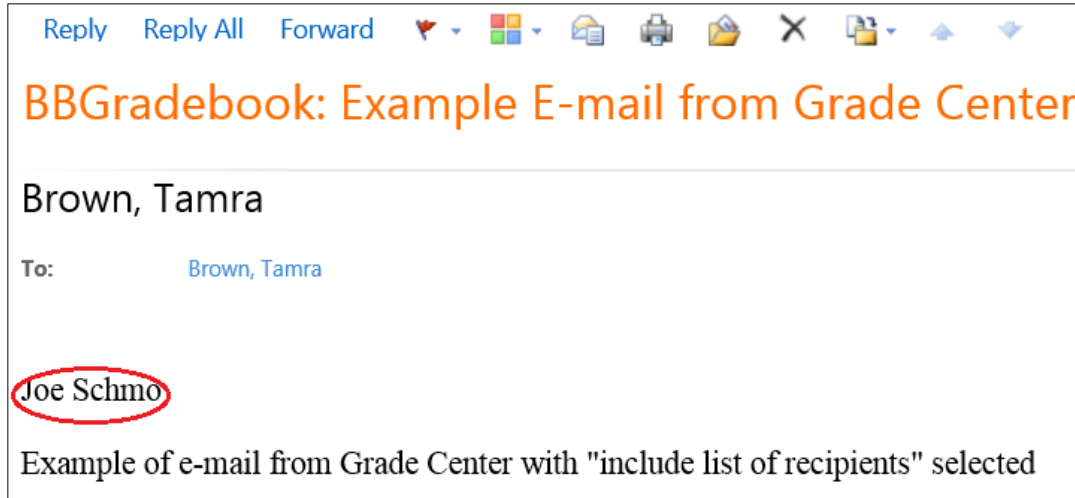 Reply Reply All Forward
BBGradebook: Example E-mail from Grade Center
Brown, Tamra
To: Brown, Tamra
Joe Schmo
Example of e-mail from Grade Center with "include list of recipients" selected